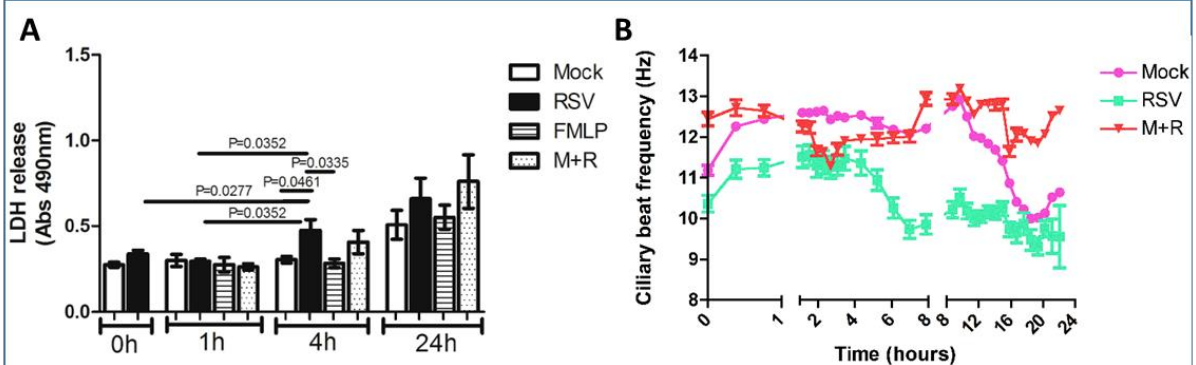 A
LDH release
(Abs 490nm)
1.5
1.0
0.5
0.0
P=0.0352
P=0.0335
P=0.0461
P=0.0277
P=0.0352
0h
1h
4h
24h
Mock
RSV
FMLP
M+R
B
Ciliary beat frequency (Hz)
14
13
12
11
10
9
8
0
1
2
4
6
8
8
12
16
20
24
Time (hours)
Mock
RSV
M+R